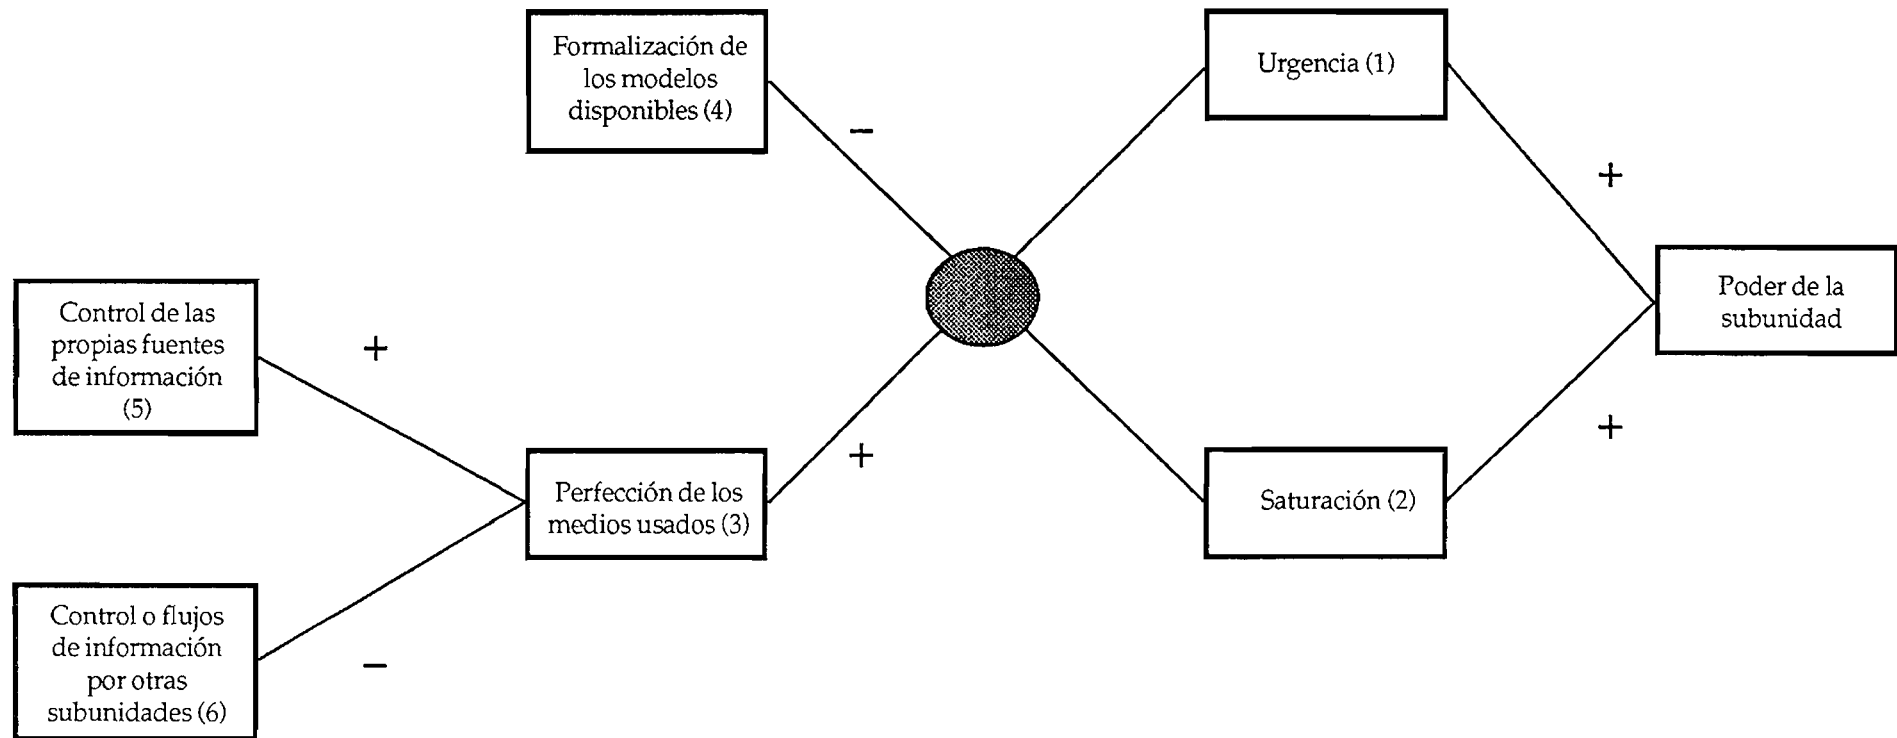 Formalización de
los modelos
disponibles (4)
Urgencia (1)
−
+
Poder de la
subunidad
Control de las
propias fuentes
de información
(5)
+
+
+
Perfección de los
medios usados (3)
Saturación (2)
Control o flujos
de información
por otras
subunidades (6)
−